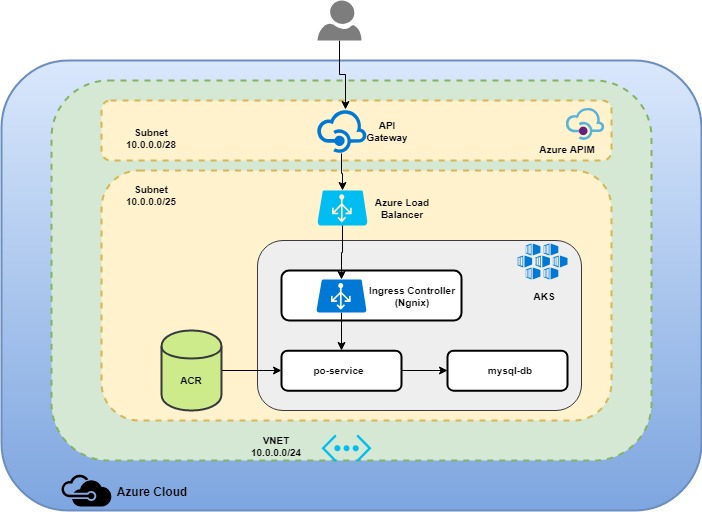 API
Gateway
Subnet
10.0.0.0/28
Azure APIM
Subnet
10.0.0.0/25
Azure Load
Balancer
Ingress Controller
(Ngnix)
AKS
ACR
po-service
mysql-db
VNET
10.0.0.0/24
Azure Cloud